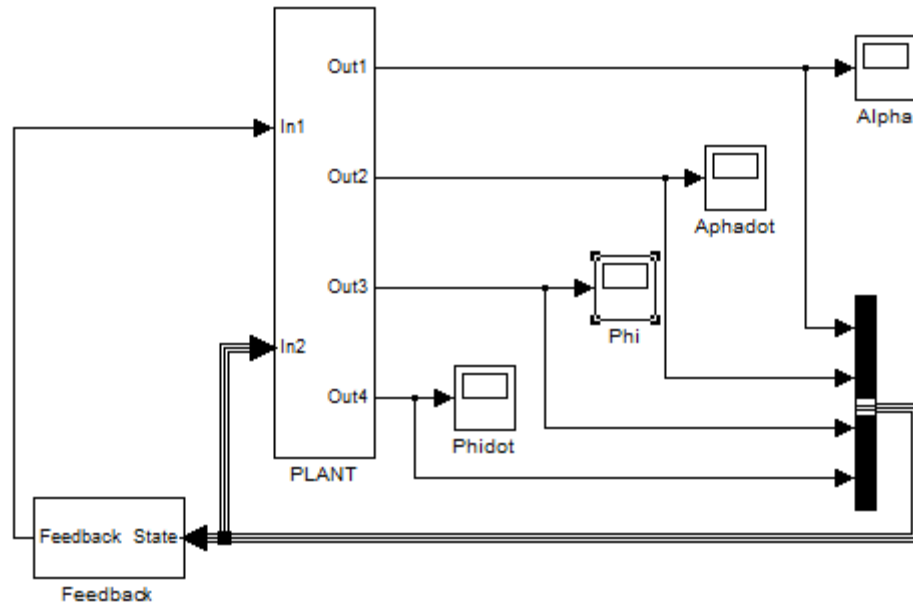 Out1
Alpha
In1
Out2
Aphadot
Out3
Phi
In2
Out4
Phidot
PLANT
Feedback State
Feedback